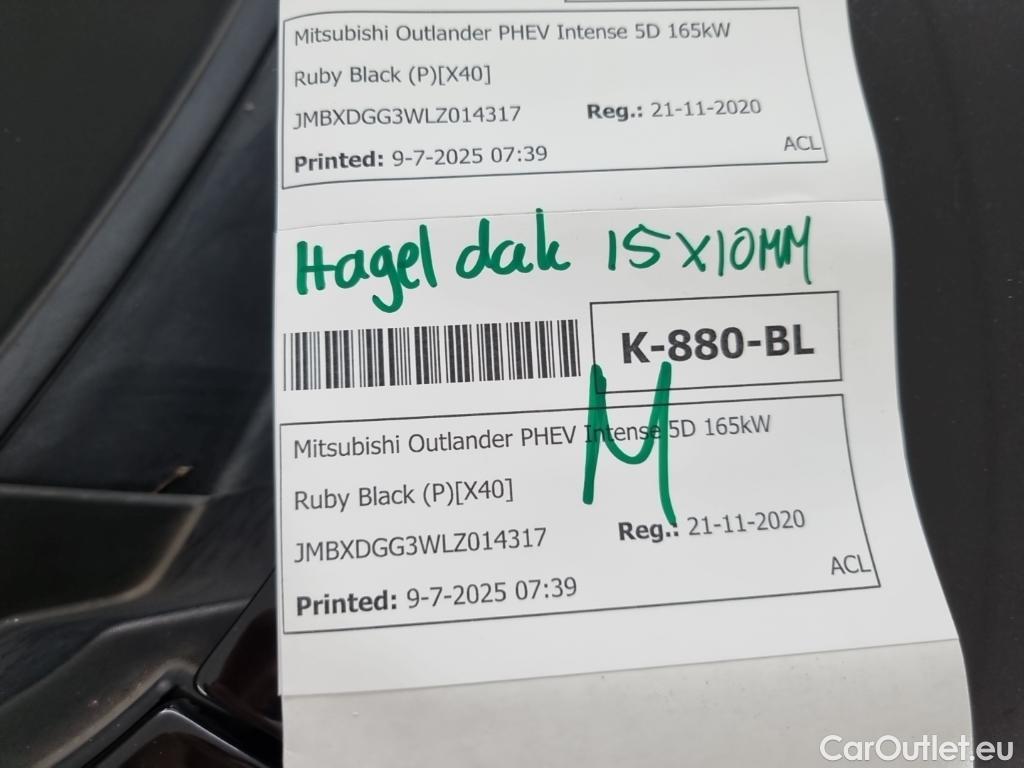 Mitsubishi Outlander PHEV Intense 5D 165kW
Ruby Black (P)[X40]
JMBXDGG3WLZ014317 Reg.: 21-11-2020
Printed: 9-7-2025 07:39 ACL
Hagel dak 15X10MM
K-880-BL
M
Mitsubishi Outlander PHEV Intense 5D 165kW
Ruby Black (P)[X40]
JMBXDGG3WLZ014317 Reg.: 21-11-2020
Printed: 9-7-2025 07:39 ACL
CarOutlet.eu